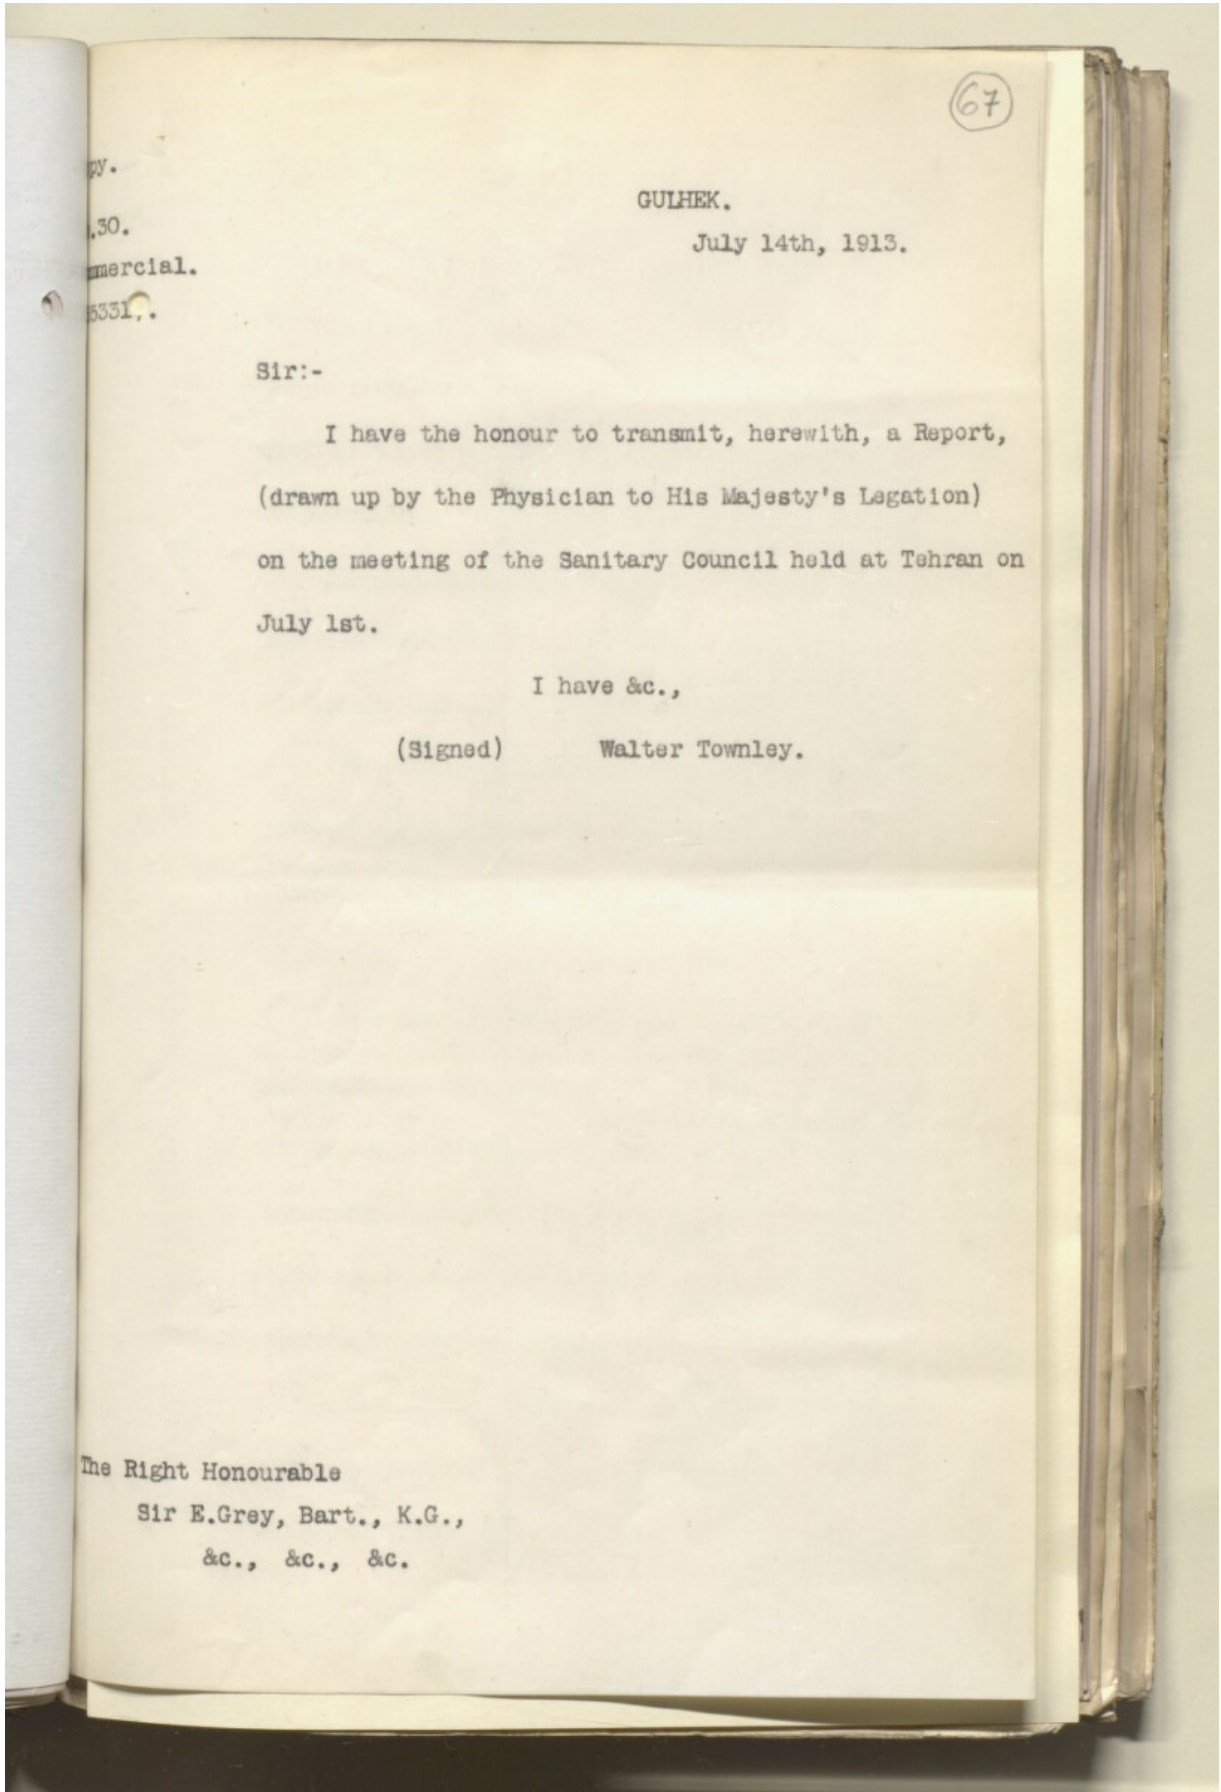 67
py.
.30.
mmercial.
5331,.
GULHEK.
July 14th, 1913.
Sir:-
I have the honour to transmit, herewith, a Report,
(drawn up by the Physician to His Majesty's Legation)
on the meeting of the Sanitary Council held at Tehran on
July 1st.
I have &c.,
(Signed) Walter Townley.
The Right Honourable
Sir E.Grey, Bart., K.G.,
&c., &c., &c.